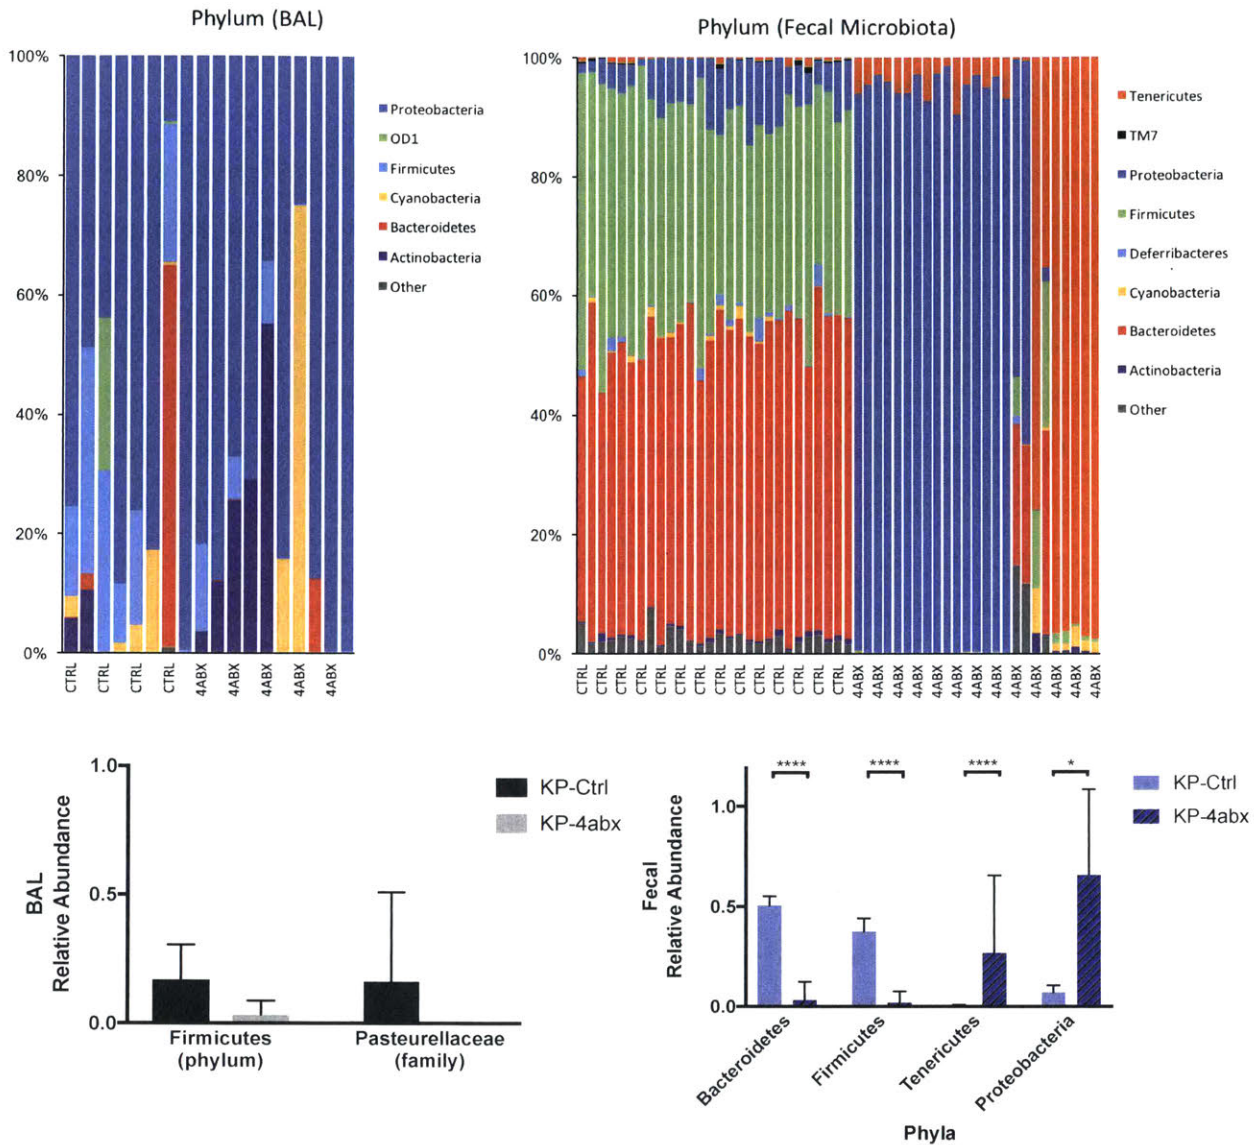 Phylum (BAL)
100%
80%
60%
40%
20%
0%
CTRL
CTRL
CTRL
CTRL
4ABX
4ABX
4ABX
4ABX
4ABX
Proteobacteria
OD1
Firmicutes
Cyanobacteria
Bacteroidetes
Actinobacteria
Other
Phylum (Fecal Microbiota)
100%
80%
60%
40%
20%
0%
CTRL
CTRL
CTRL
CTRL
CTRL
CTRL
CTRL
CTRL
CTRL
CTRL
CTRL
CTRL
CTRL
CTRL
4ABX
4ABX
4ABX
4ABX
4ABX
4ABX
4ABX
4ABX
4ABX
4ABX
4ABX
4ABX
4ABX
Tenericutes
TM7
Proteobacteria
Firmicutes
Deferribacteres
Cyanobacteria
Bacteroidetes
Actinobacteria
Other
BAL
Relative Abundance
1.0
0.5
0.0
Firmicutes
(phylum)
Pasteurellaceae
(family)
KP-Ctrl
KP-4abx
Fecal
Relative Abundance
1.0
0.5
0.0
****
****
****
*
Bacteroidetes
Firmicutes
Tenericutes
Proteobacteria
Phyla
KP-Ctrl
KP-4abx